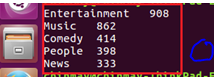 Entertainment 908
Music 862
Comedy 414
People 398
News 333